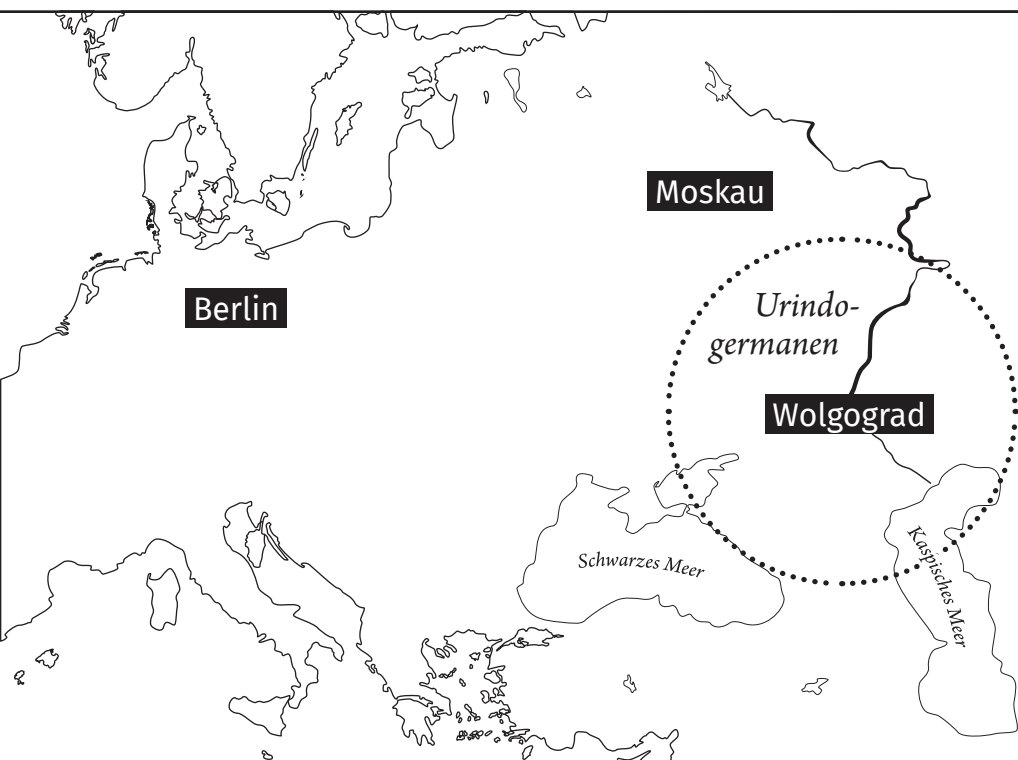 Moskau
Berlin
Urindo-
germanen
Wolgograd
Schwarzes Meer
Kaspisches Meer